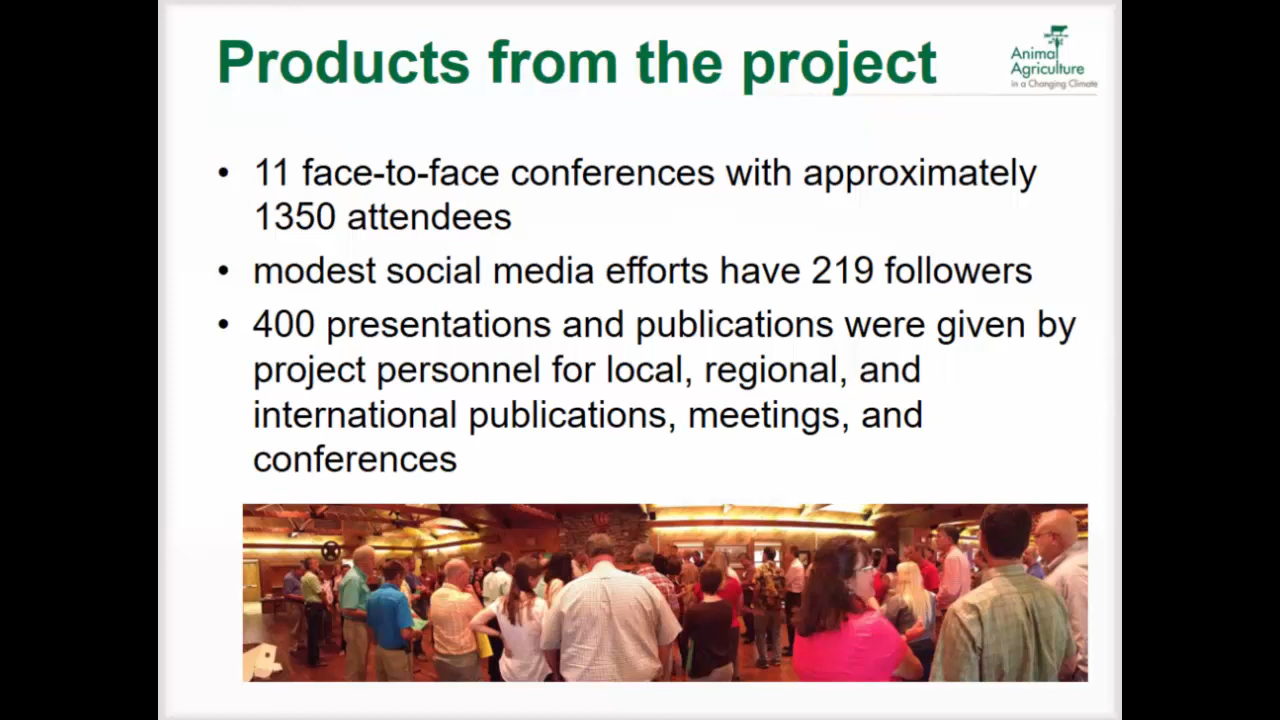 Products from the project
Animal
Agriculture
in a Changing Climate
• 11 face-to-face conferences with approximately
1350 attendees
• modest social media efforts have 219 followers
• 400 presentations and publications were given by
project personnel for local, regional, and
international publications, meetings, and
conferences